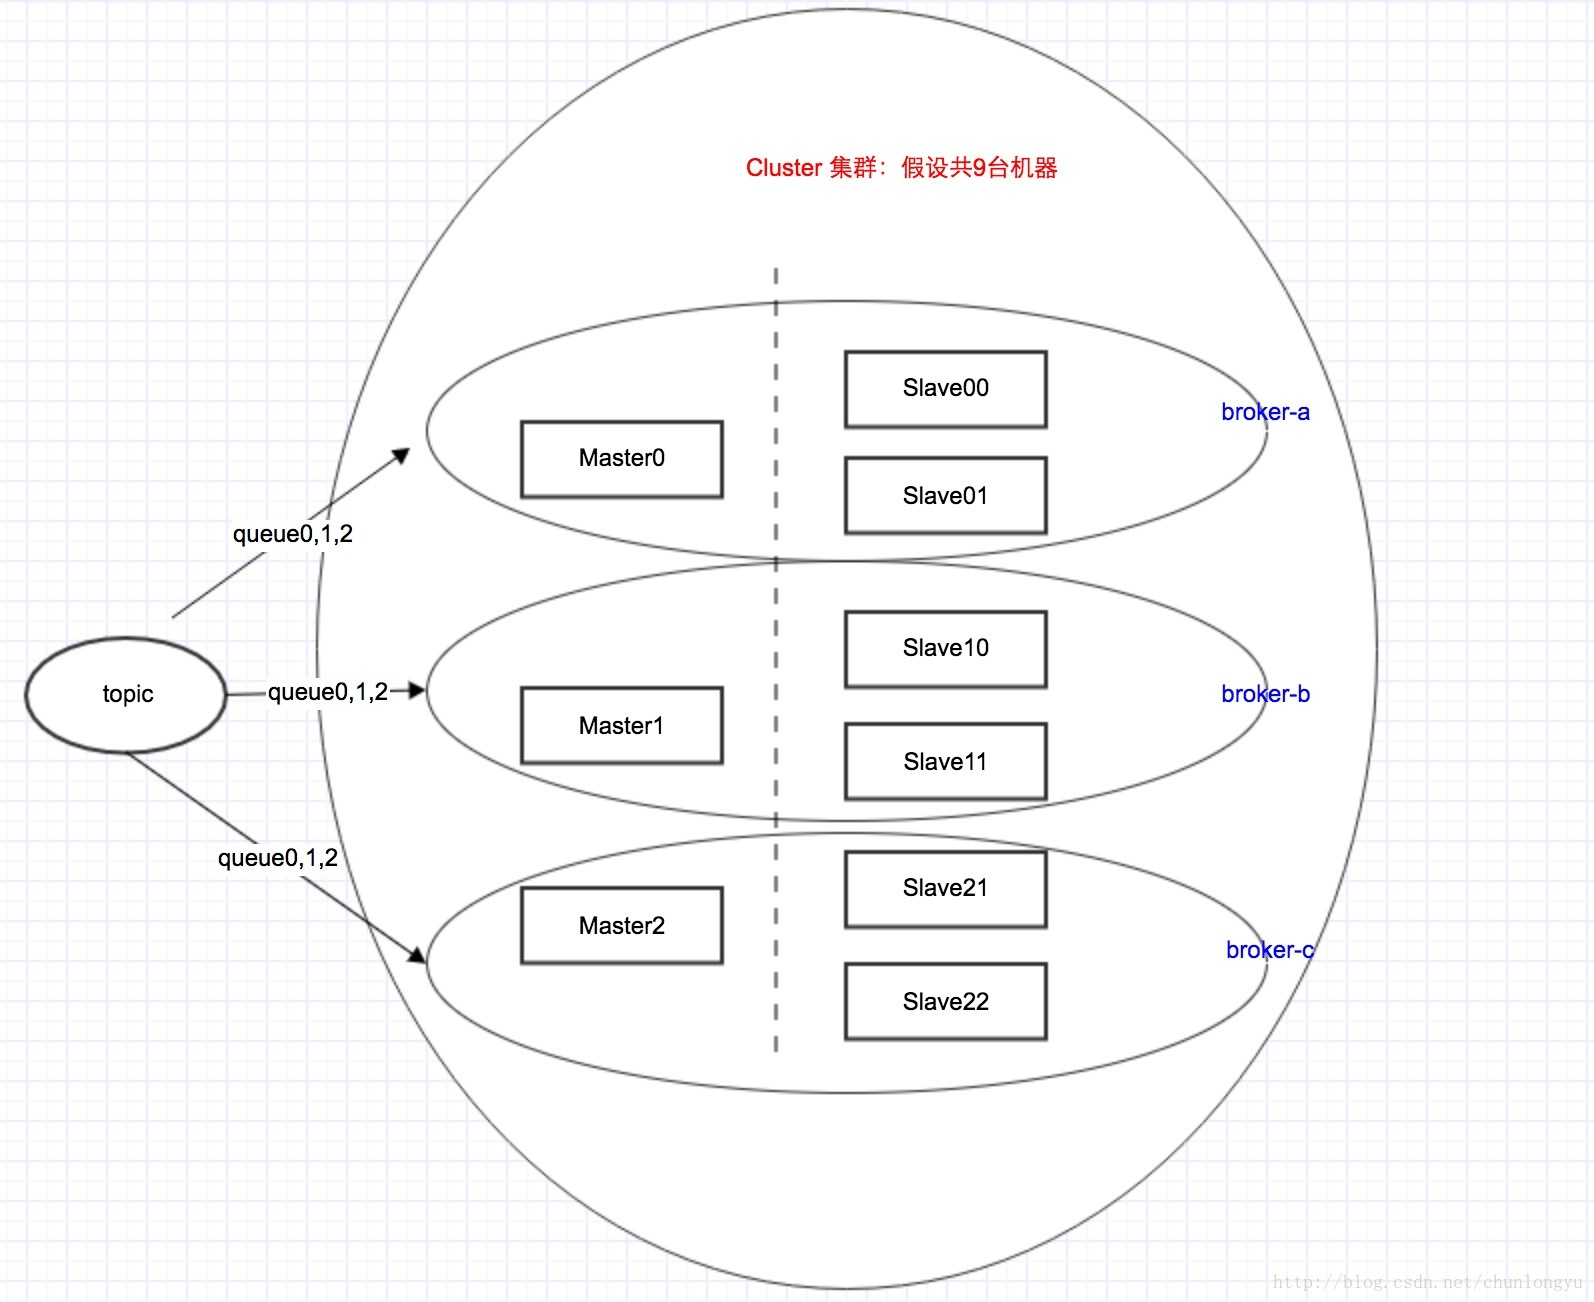 Cluster 集群：假设共9台机器
Slave00
broker-a
Master0
Slave01
queue0,1,2
Slave10
topic
queue0,1,2
broker-b
Master1
Slave11
queue0,1,2
Slave21
Master2
broker-c
Slave22
http://blog.csdn.net/chunlongyu